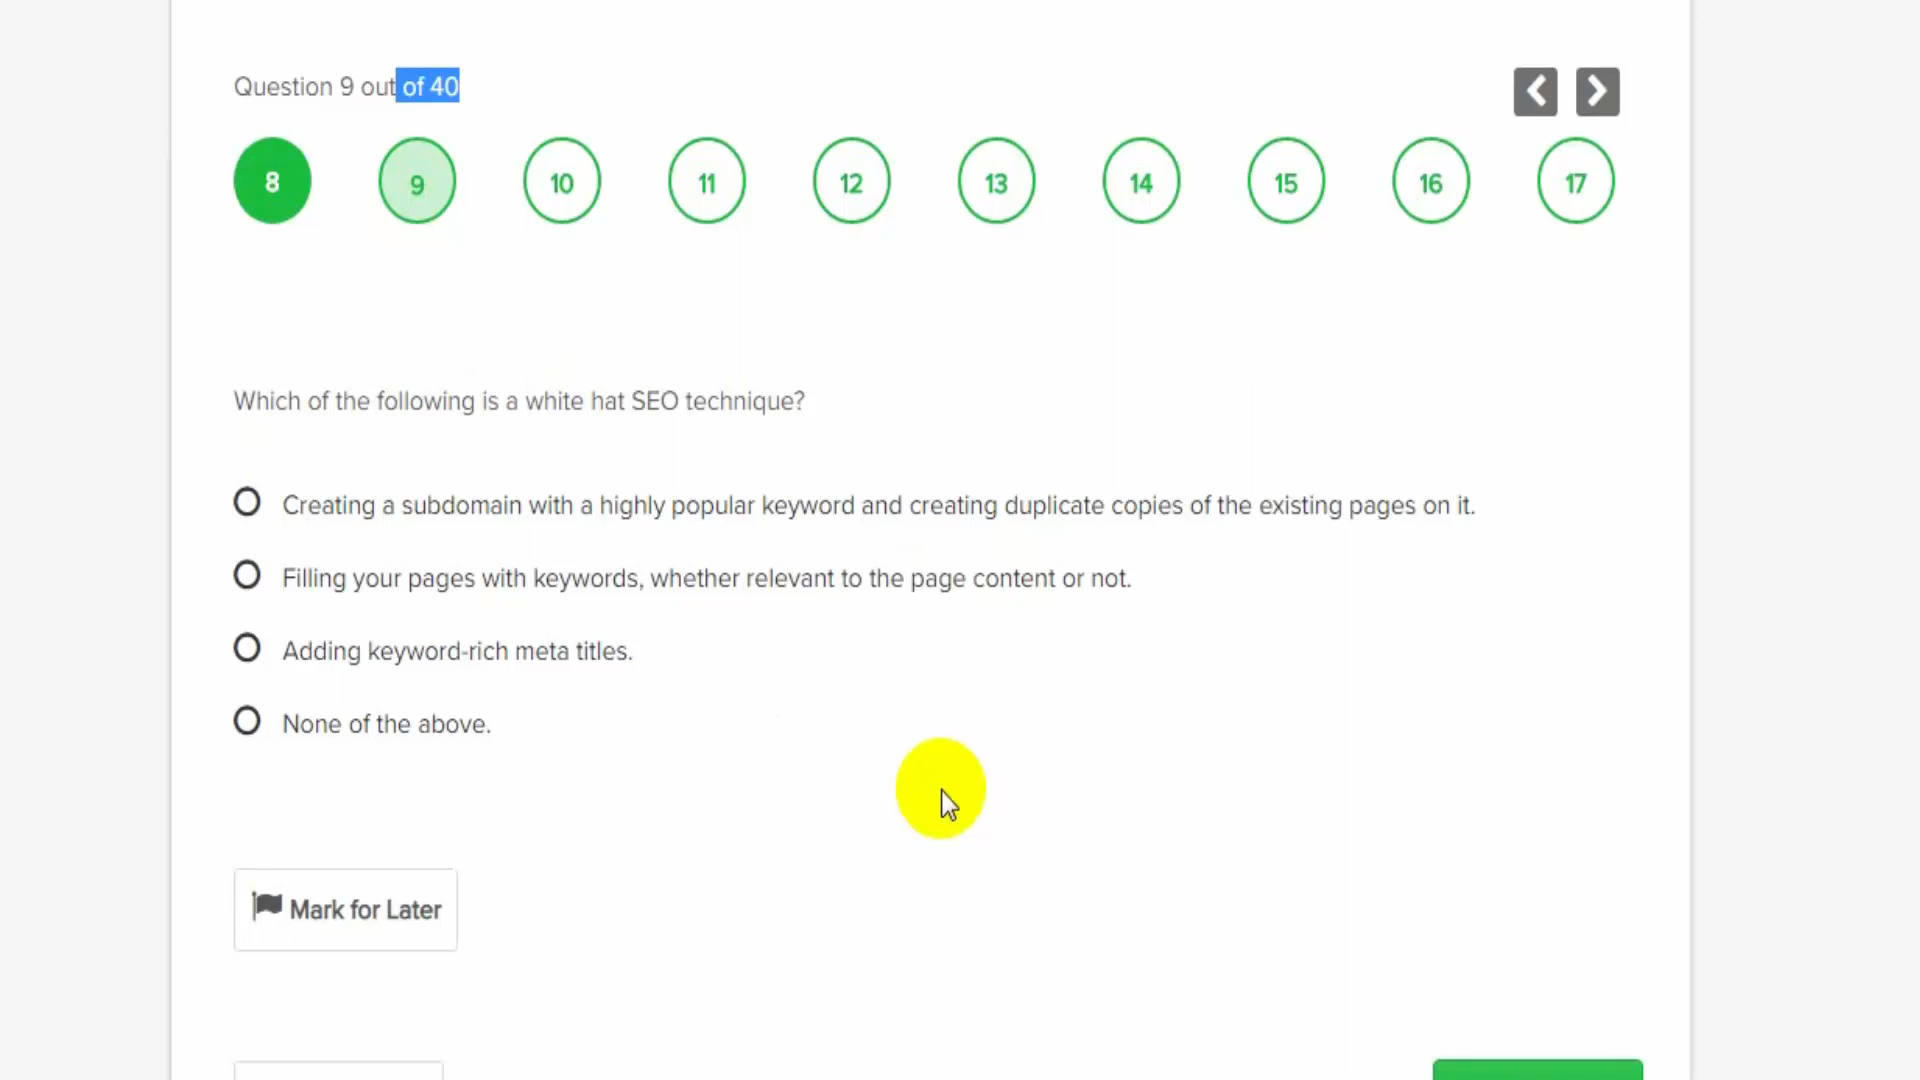 Question 9 out of 40
8 9 10 11 12 13 14 15 16 17
Which of the following is a white hat SEO technique?
Creating a subdomain with a highly popular keyword and creating duplicate copies of the existing pages on it.
Filling your pages with keywords, whether relevant to the page content or not.
Adding keyword-rich meta titles.
None of the above.
Mark for Later